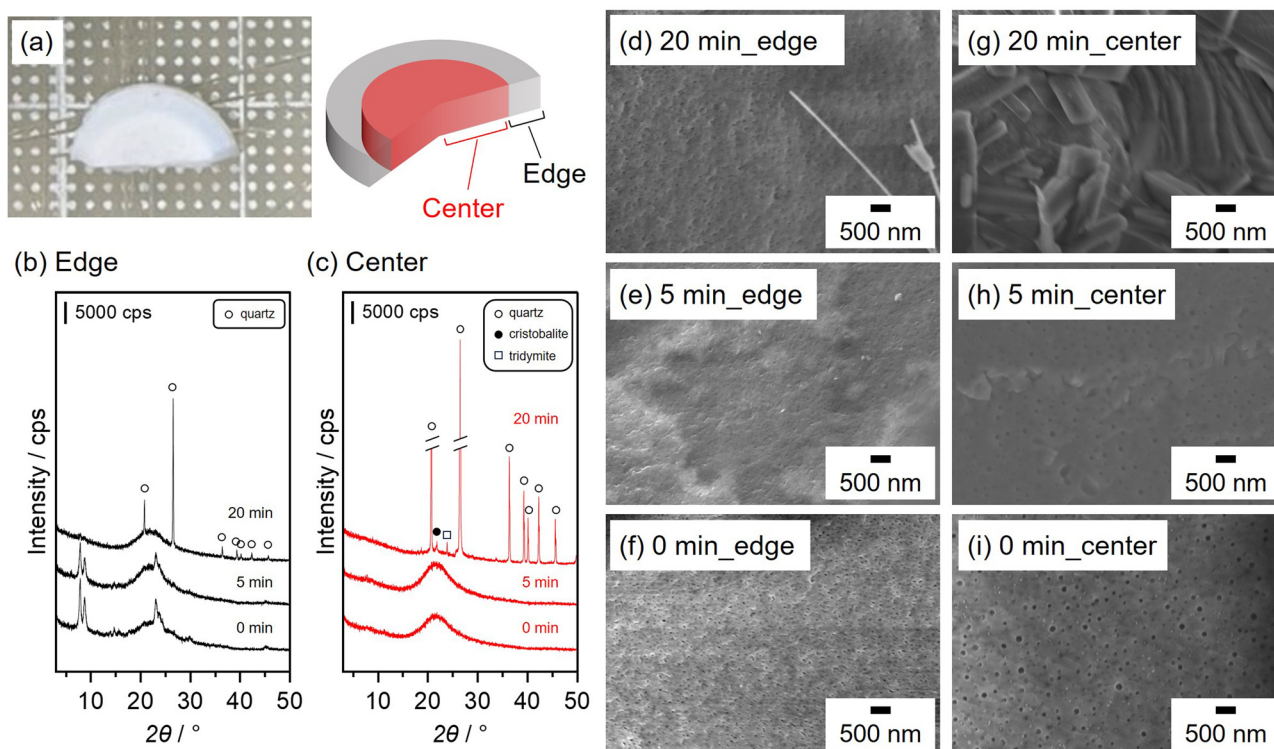 (a)
Center
Edge
(b) Edge
5000 cps
quartz
20 min
5 min
0 min
Intensity / cps
10 20 30 40 50
2θ / °
(c) Center
5000 cps
quartz
cristobalite
tridymite
20 min
5 min
0 min
Intensity / cps
10 20 30 40 50
2θ / °
(d) 20 min_edge
500 nm
(e) 5 min_edge
500 nm
(f) 0 min_edge
500 nm
(g) 20 min_center
500 nm
(h) 5 min_center
500 nm
(i) 0 min_center
500 nm